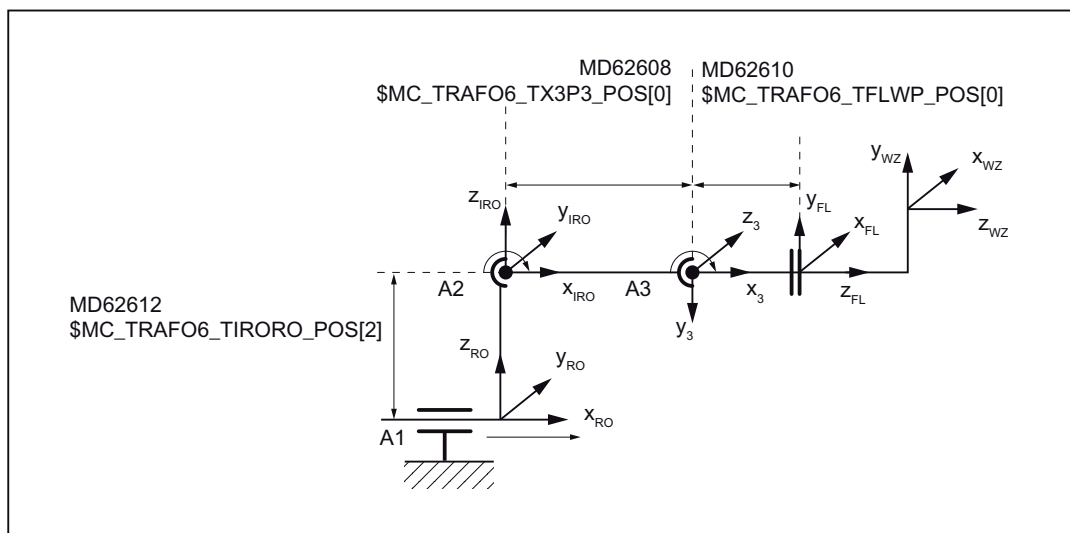 MD62608
$MC_TRAFO6_TX3P3_POS[0]
MD62610
$MC_TRAFO6_TFLWP_POS[0]
y_WZ
x_WZ
z_WZ
z_IRO
y_IRO
x_IRO
A2
z_3
A3
x_3
y_3
y_FL
x_FL
z_FL
MD62612
$MC_TRAFO6_TIRORO_POS[2]
z_RO
y_RO
x_RO
A1